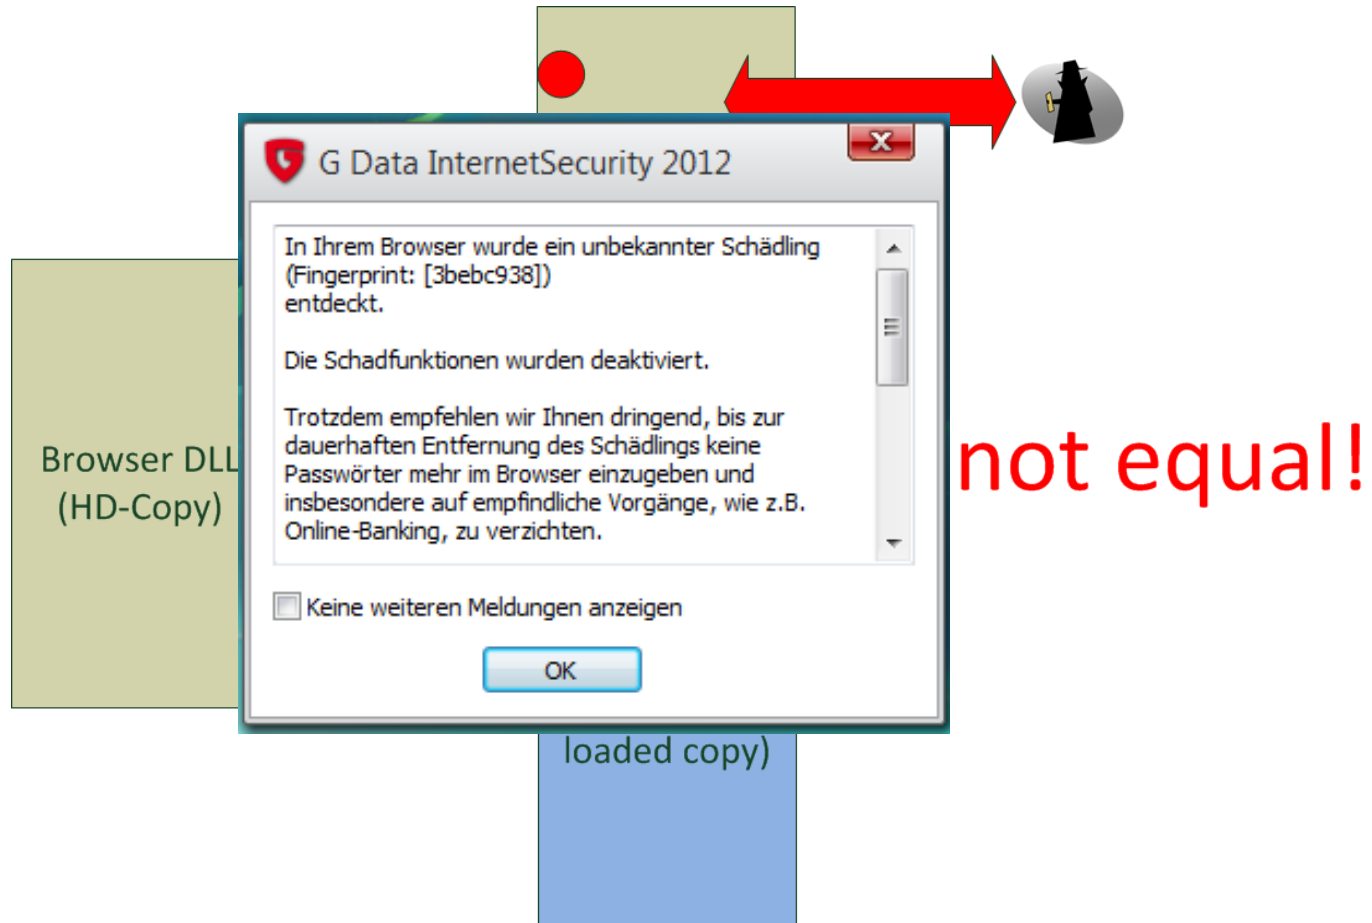 G Data InternetSecurity 2012
In Ihrem Browser wurde ein unbekannter Schädling
(Fingerprint: [3bebc938])
entdeckt.
Die Schadfunktionen wurden deaktiviert.
Trotzdem empfehlen wir Ihnen dringend, bis zur
dauerhaften Entfernung des Schädlings keine
Passwörter mehr im Browser einzugeben und
insbesondere auf empfindliche Vorgänge, wie z.B.
Online-Banking, zu verzichten.
Keine weiteren Meldungen anzeigen
OK
Browser DLL
(HD-Copy)
not equal!
loaded copy)